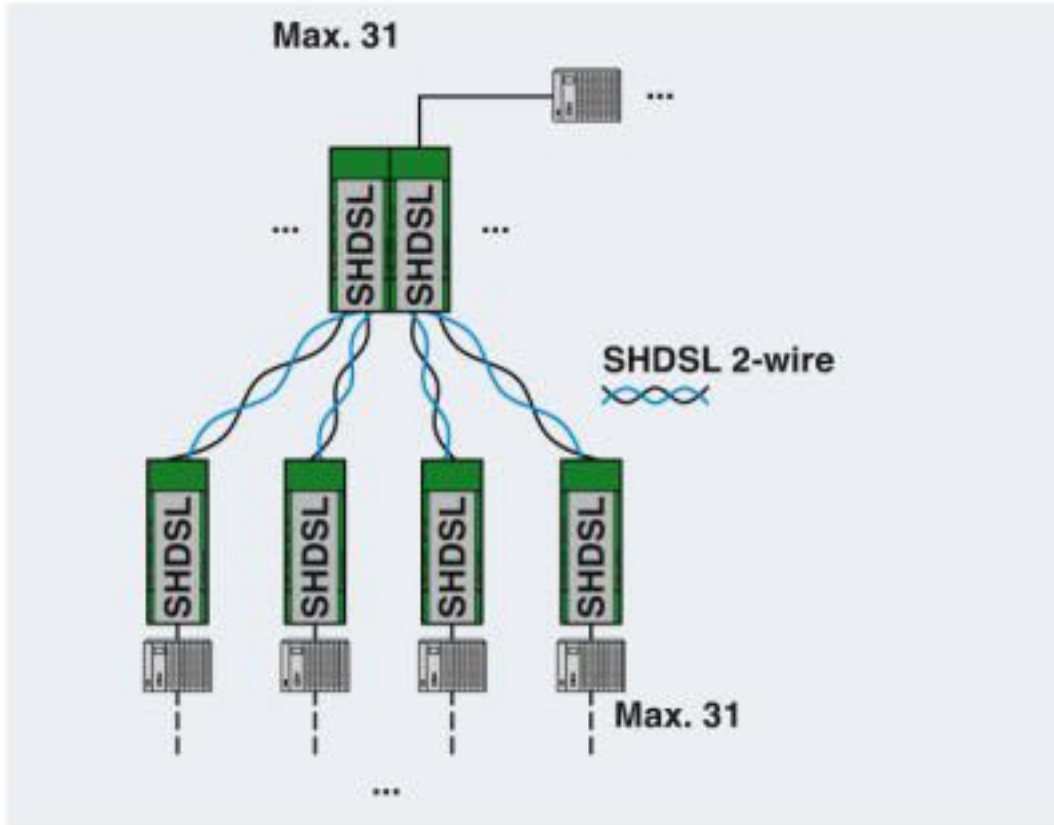 Max. 31
...
... SHDSL SHDSL ...
SHDSL 2-wire
SHDSL SHDSL SHDSL SHDSL
Max. 31
...